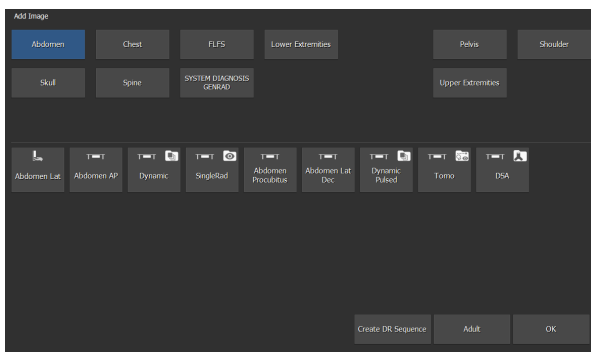 Add Image
Abdomen
Chest
FLFS
Lower Extremities
Pelvis
Shoulder
Skull
Spine
SYSTEM DIAGNOSIS
GENRAD
Upper Extremities
Abdomen Lat
Abdomen AP
Dynamic
SingleRad
Abdomen
Procubitus
Abdomen Lat
Dec
Dynamic
Pulsed
Tomo
DSA
Create DR Sequence
Adult
OK